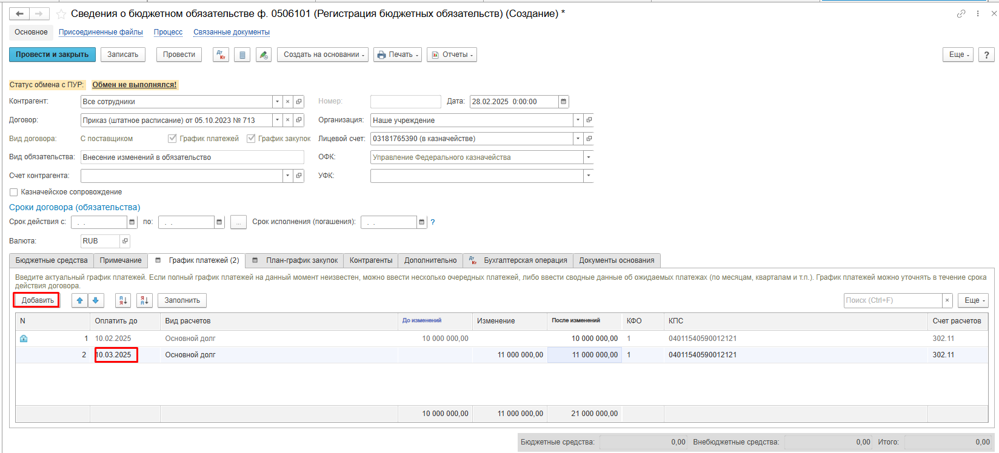 Сведения о бюджетном обязательстве ф. 0506101 (Регистрация бюджетных обязательств) (Создание) *
Основное Присоединенные файлы Процесс Связанные документы
Провести и закрыть Записать Провести Дт Кт Создать на основании Печать Отчеты Еще ?
Статус обмена с ПУР: Обмен не выполнялся!
Контрагент: Все сотрудники Номер: Дата: 28.02.2025 0:00:00
Договор: Приказ (штатное расписание) от 05.10.2023 № 713 Организация: Наше учреждение
Вид договора: С поставщиком График платежей График закупок Лицевой счет: 03181765390 (в казначействе)
Вид обязательства: Внесение изменений в обязательство ОФК: Управление Федерального казначейства
Счет контрагента: УФК:
Казначейское сопровождение
Сроки договора (обязательства)
Срок действия с: . . по: . . ... Срок исполнения (погашения): . . ?
Валюта: RUB
Бюджетные средства Примечание График платежей (2) План-график закупок Контрагенты Дополнительно Дт Кт Бухгалтерская операция Документы основания
Введите актуальный график платежей. Если полный график платежей на данный момент неизвестен, можно ввести несколько очередных платежей, либо ввести сводные данные об ожидаемых платежах (по месяцам, кварталам и т.п.). График платежей можно уточнять в течение срока
действия договора.
Добавить А Я Я А Заполнить Поиск (Ctrl+F) × Еще
N Оплатить до Вид расчетов До изменений Изменение После изменений КФО КПС Счет расчетов
1 10.02.2025 Основной долг 10 000 000,00 10 000 000,00 1 04011540590012121 302.11
2 10.03.2025 Основной долг 11 000 000,00 11 000 000,00 1 04011540590012121 302.11
10 000 000,00 11 000 000,00 21 000 000,00
Бюджетные средства: 0,00 Внебюджетные средства: 0,00 Итого: 0,00